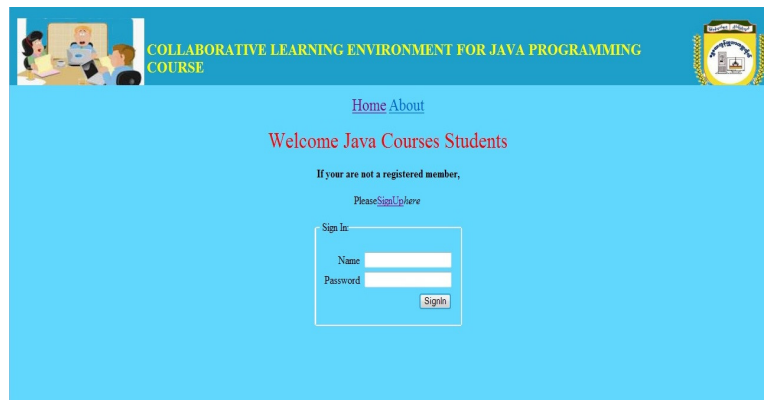 COLLABORATIVE LEARNING ENVIRONMENT FOR JAVA PROGRAMMING
COURSE
Home About
Welcome Java Courses Students
If your are not a registered member,
PleaseSignUphere
Sign In:
Name
Password
SignIn